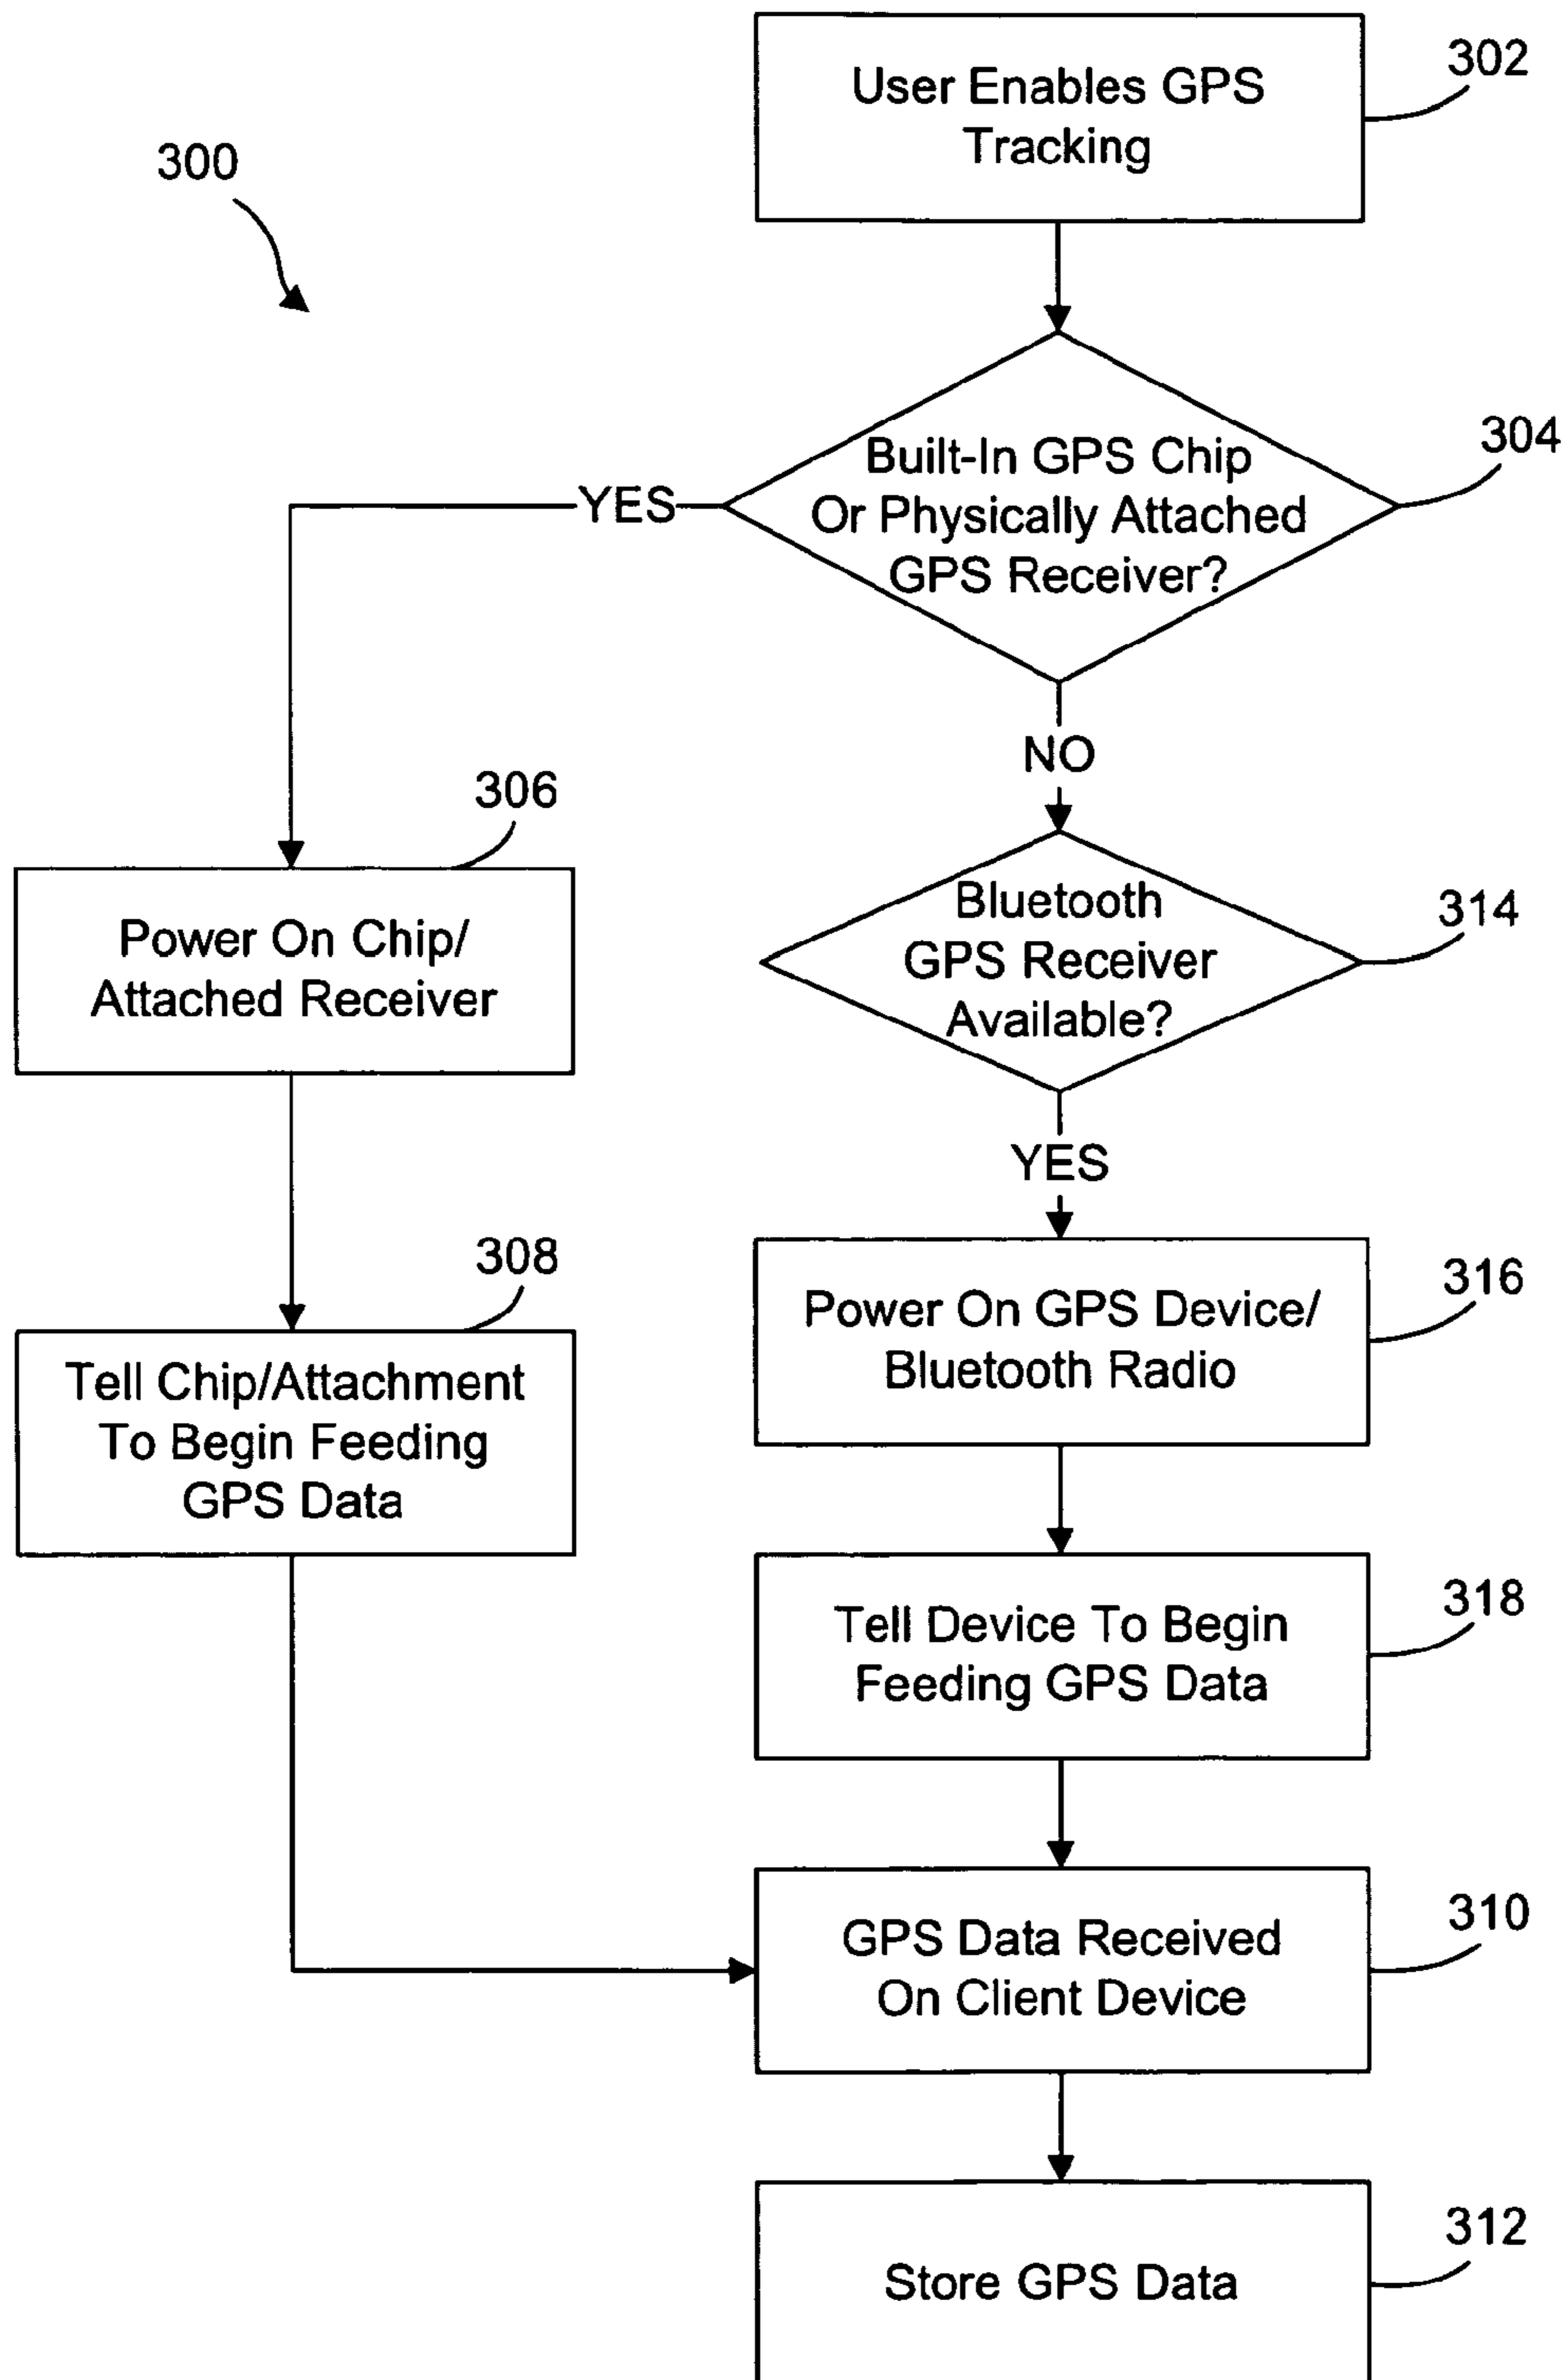 302
User Enables GPS
Tracking
300
304
Built-In GPS Chip
Or Physically Attached
GPS Receiver?
YES
NO
306
Power On Chip/
Attached Receiver
314
Bluetooth
GPS Receiver
Available?
YES
308
Tell Chip/Attachment
To Begin Feeding
GPS Data
316
Power On GPS Device/
Bluetooth Radio
318
Tell Device To Begin
Feeding GPS Data
310
GPS Data Received
On Client Device
312
Store GPS Data